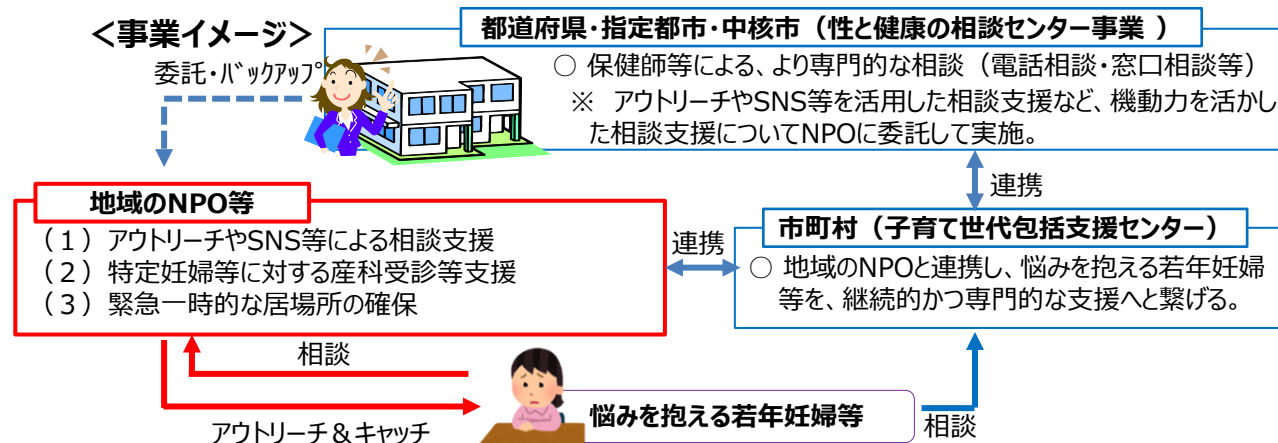 ＜事業イメージ＞
委託・バックアップ
都道府県・指定都市・中核市（性と健康の相談センター事業 ）
○ 保健師等による、より専門的な相談（電話相談・窓口相談等）
※ アウトリーチやSNS等を活用した相談支援など、機動力を活かし
た相談支援についてNPOに委託して実施。
連携
地域のNPO等
（１）アウトリーチやSNS等による相談支援
（２）特定妊婦等に対する産科受診等支援
（３）緊急一時的な居場所の確保
連携
市町村（子育て世代包括支援センター）
○ 地域のNPOと連携し、悩みを抱える若年妊婦
等を、継続的かつ専門的な支援へと繋げる。
相談
アウトリーチ＆キャッチ
悩みを抱える若年妊婦等
相談